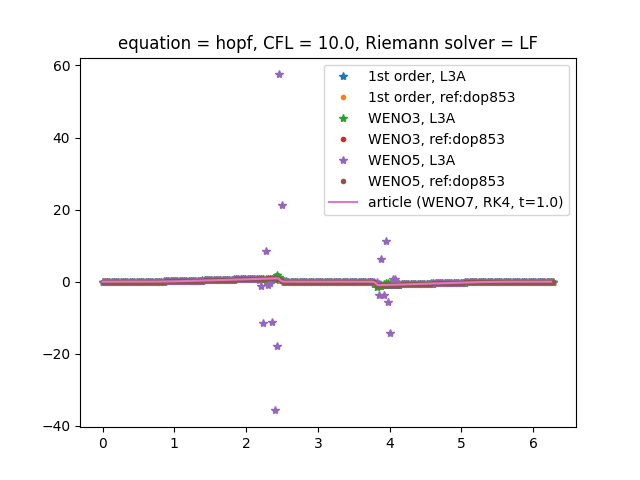 equation = hopf, CFL = 10.0, Riemann solver = LF
60
40
20
0
−20
−40
1st order, L3A
1st order, ref:dop853
WENO3, L3A
WENO3, ref:dop853
WENO5, L3A
WENO5, ref:dop853
article (WENO7, RK4, t=1.0)
0 1 2 3 4 5 6